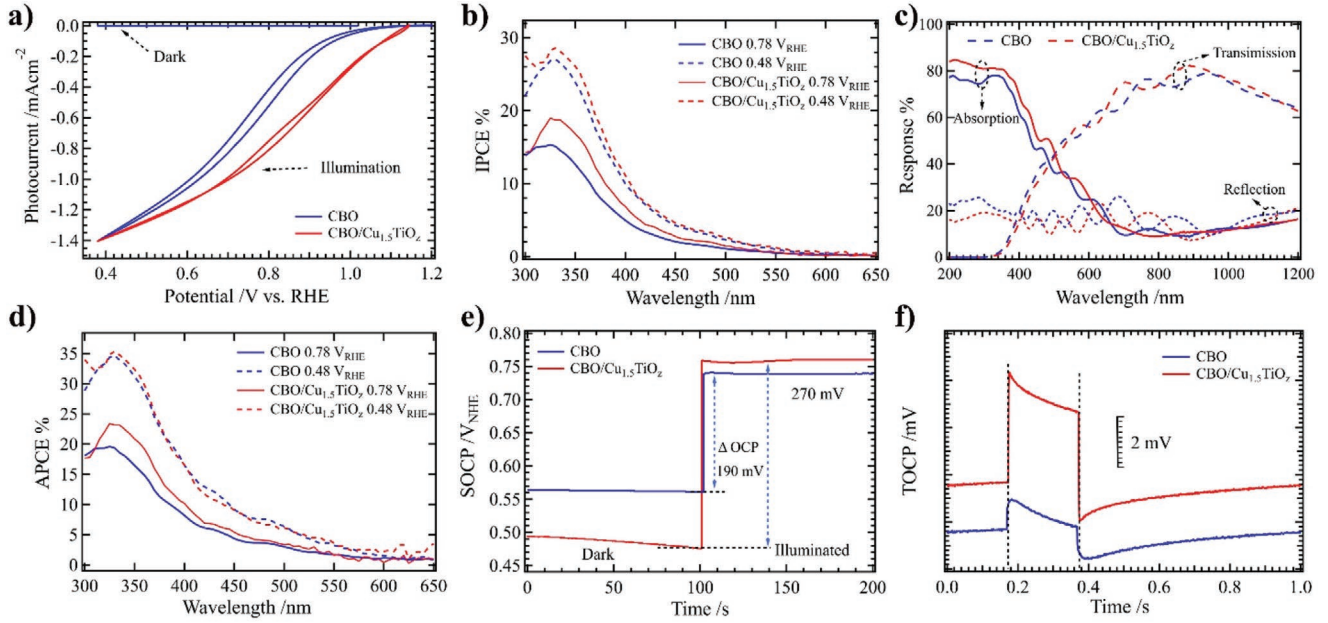 a)
0.0
-0.2
-0.4
-0.6
-0.8
-1.0
-1.2
-1.4
Photocurrent /mAcm-2
Dark
Illumination
CBO
CBO/Cu1.5TiOz
0.4
0.6
0.8
1.0
1.2
Potential /V vs. RHE
b)
30
20
10
0
IPCE %
CBO 0.78 VRHE
CBO 0.48 VRHE
CBO/Cu1.5TiOz 0.78 VRHE
CBO/Cu1.5TiOz 0.48 VRHE
300 350 400 450 500 550 600 650
Wavelength /nm
c)
100
80
60
40
20
0
Response %
CBO
CBO/Cu1.5TiOz
Transimission
Absorption
Reflection
200 400 600 800 1000 1200
Wavelength /nm
d)
35
30
25
20
15
10
5
0
APCE %
CBO 0.78 VRHE
CBO 0.48 VRHE
CBO/Cu1.5TiOz 0.78 VRHE
CBO/Cu1.5TiOz 0.48 VRHE
300 350 400 450 500 550 600 650
Wavelength /nm
e)
0.80
0.75
0.70
0.65
0.60
0.55
0.50
0.45
SOCP /VNHE
CBO
CBO/Cu1.5TiOz
270 mV
Δ OCP
190 mV
Dark
Illuminated
0 50 100 150 200
Time /s
f)
TOCP /mV
CBO
CBO/Cu1.5TiOz
2 mV
0.0 0.2 0.4 0.6 0.8 1.0
Time /s